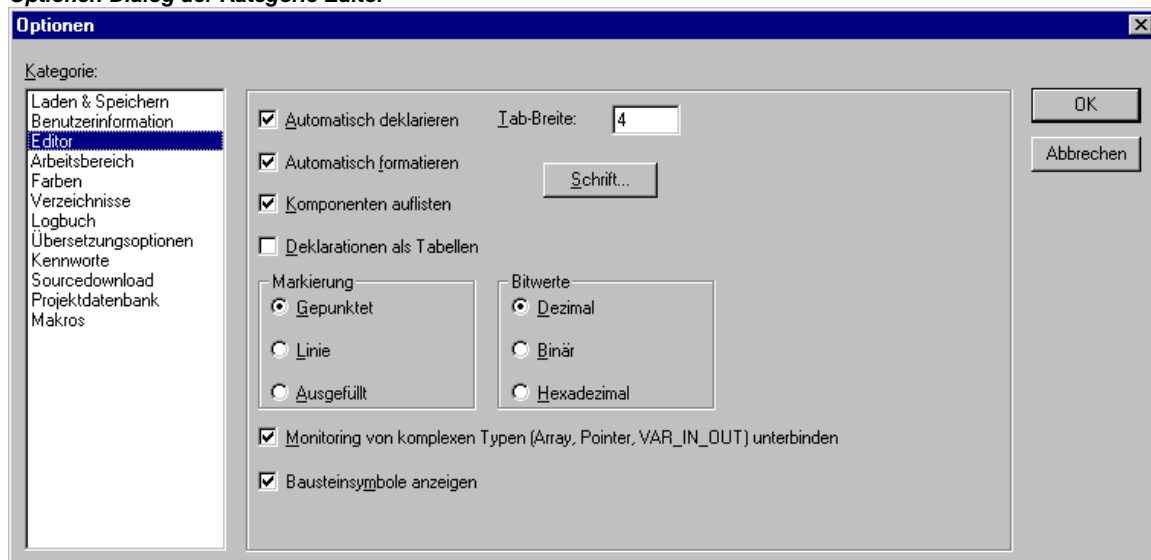 Optionen Dialog der Kategorie Editor
Optionen
Kategorie:
Laden & Speichern
Benutzerinformation
Editor
Arbeitsbereich
Farben
Verzeichnisse
Logbuch
Übersetzungsoptionen
Kennworte
Sourcedownload
Projektdatenbank
Makros
Automatisch deklarieren
Tab-Breite: 4
Automatisch formatieren
Schrift...
Komponenten auflisten
Deklarationen als Tabellen
Markierung
Gepunktet
Linie
Ausgefüllt
Bitwerte
Dezimal
Binär
Hexadezimal
Monitoring von komplexen Typen (Array, Pointer, VAR_IN_OUT) unterbinden
Bausteinsymbole anzeigen
OK
Abbrechen